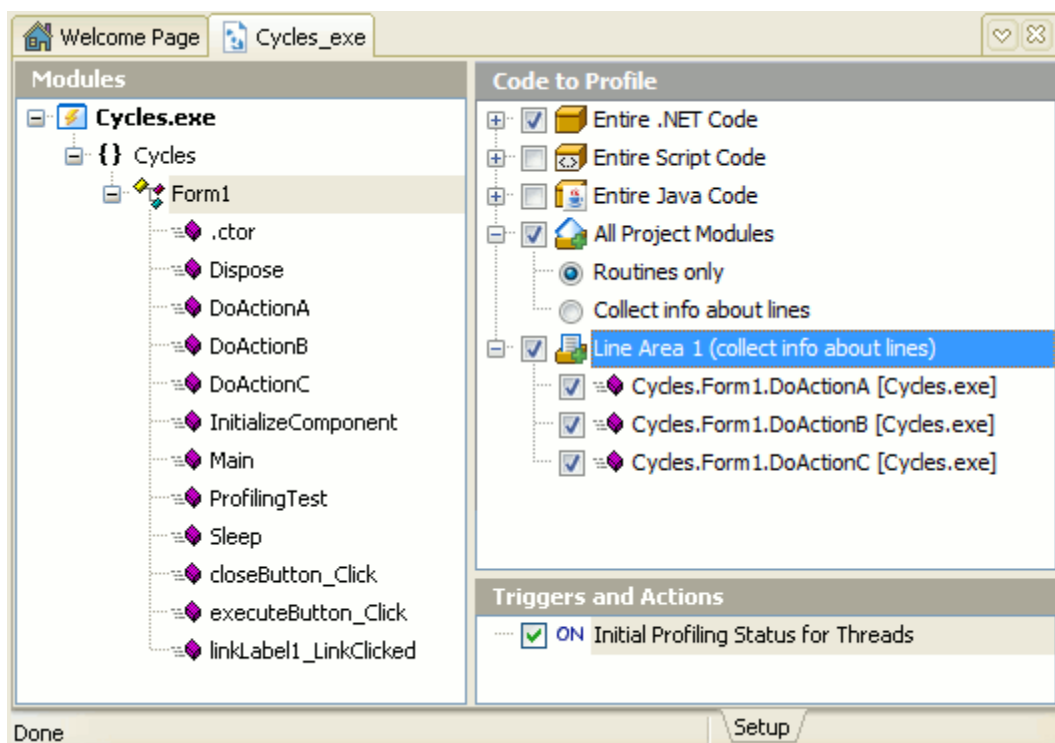 Welcome Page
Cycles_exe
Modules
Cycles.exe
{} Cycles
Form1
.ctor
Dispose
DoActionA
DoActionB
DoActionC
InitializeComponent
Main
ProfilingTest
Sleep
closeButton_Click
executeButton_Click
linkLabel1_LinkClicked
Code to Profile
Entire .NET Code
Entire Script Code
Entire Java Code
All Project Modules
Routines only
Collect info about lines
Line Area 1 (collect info about lines)
Cycles.Form1.DoActionA [Cycles.exe]
Cycles.Form1.DoActionB [Cycles.exe]
Cycles.Form1.DoActionC [Cycles.exe]
Triggers and Actions
ON Initial Profiling Status for Threads
Done
Setup